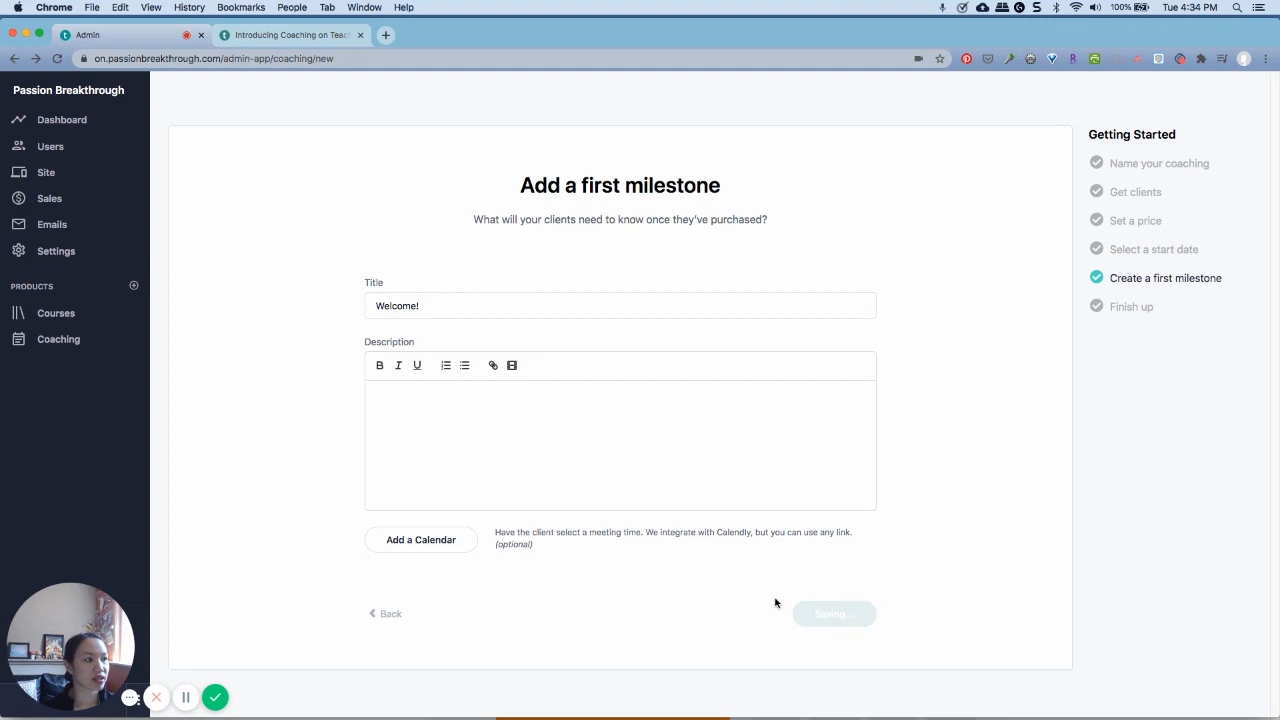 Chrome File Edit View History Bookmarks People Tab Window Help 100% Tue 4:34 PM
Admin Introducing Coaching on Teac
on.passionbreakthrough.com/admin-app/coaching/new
Passion Breakthrough
Dashboard
Users
Site
Sales
Emails
Settings
PRODUCTS
Courses
Coaching
Add a first milestone
What will your clients need to know once they've purchased?
Title
Welcome!
Description
B I U
Add a Calendar
Have the client select a meeting time. We integrate with Calendly, but you can use any link.
(optional)
Back
Saving...
Getting Started
Name your coaching
Get clients
Set a price
Select a start date
Create a first milestone
Finish up